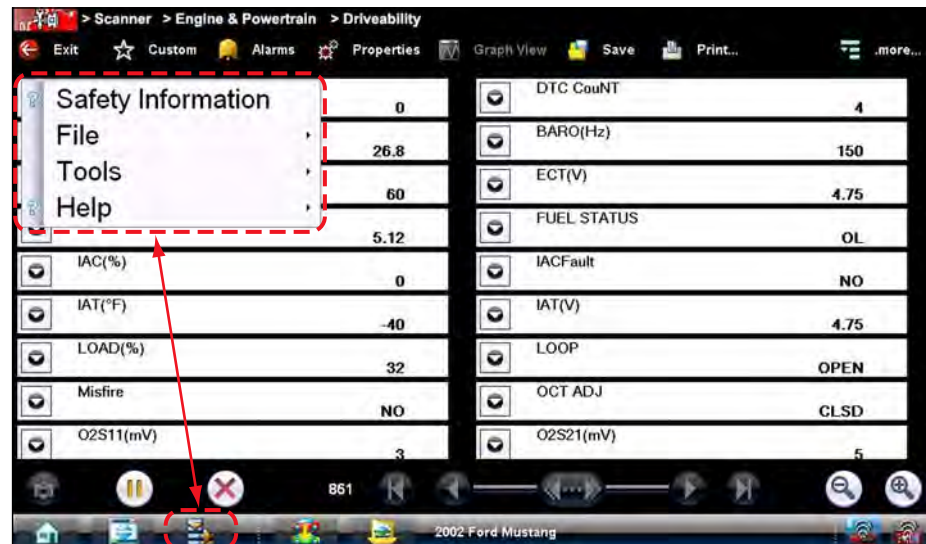 > Scanner > Engine & Powertrain > Driveability
Exit Custom Alarms Properties Graph View Save Print... .more...
Safety Information
File
Tools
Help
0
DTC CouNT
4
26.8
BARO(Hz)
150
60
ECT(V)
4.75
5.12
FUEL STATUS
OL
IAC(%)
0
IACFault
NO
IAT(°F)
-40
IAT(V)
4.75
LOAD(%)
32
LOOP
OPEN
Misfire
NO
OCT ADJ
CLSD
O2S11(mV)
3
O2S21(mV)
5
851
2002 Ford Mustang